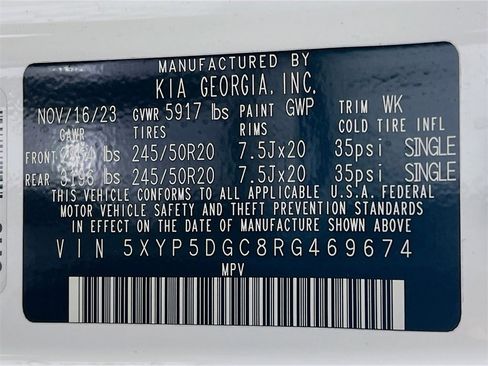 MANUFACTURED BY
KIA GEORGIA, INC.
NOV/16/23 GVWR 5917 lbs PAINT GWP TRIM WK
GAWR TIRES RIMS COLD TIRE INFL
FRONT lbs 245/50R20 7.5Jx20 35psi SINGLE
REAR 3196 lbs 245/50R20 7.5Jx20 35psi SINGLE
THIS VEHICLE CONFORMS TO ALL APPLICABLE U.S.A. FEDERAL
MOTOR VEHICLE SAFETY AND THEFT PREVENTION STANDARDS
IN EFFECT ON THE DATE OF MANUFACTURE SHOWN ABOVE.
VIN 5XYP5DGC8RG469674
MPV